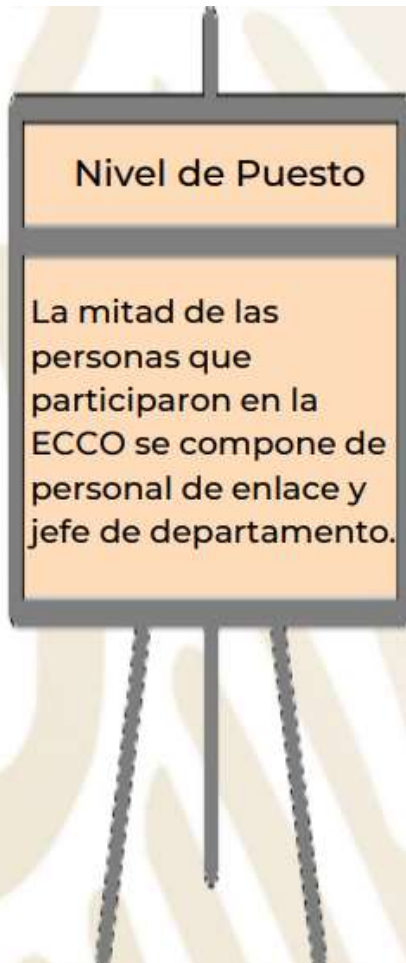 Nivel de Puesto
La mitad de las
personas que
participaron en la
ECCO se compone de
personal de enlace y
jefe de departamento.